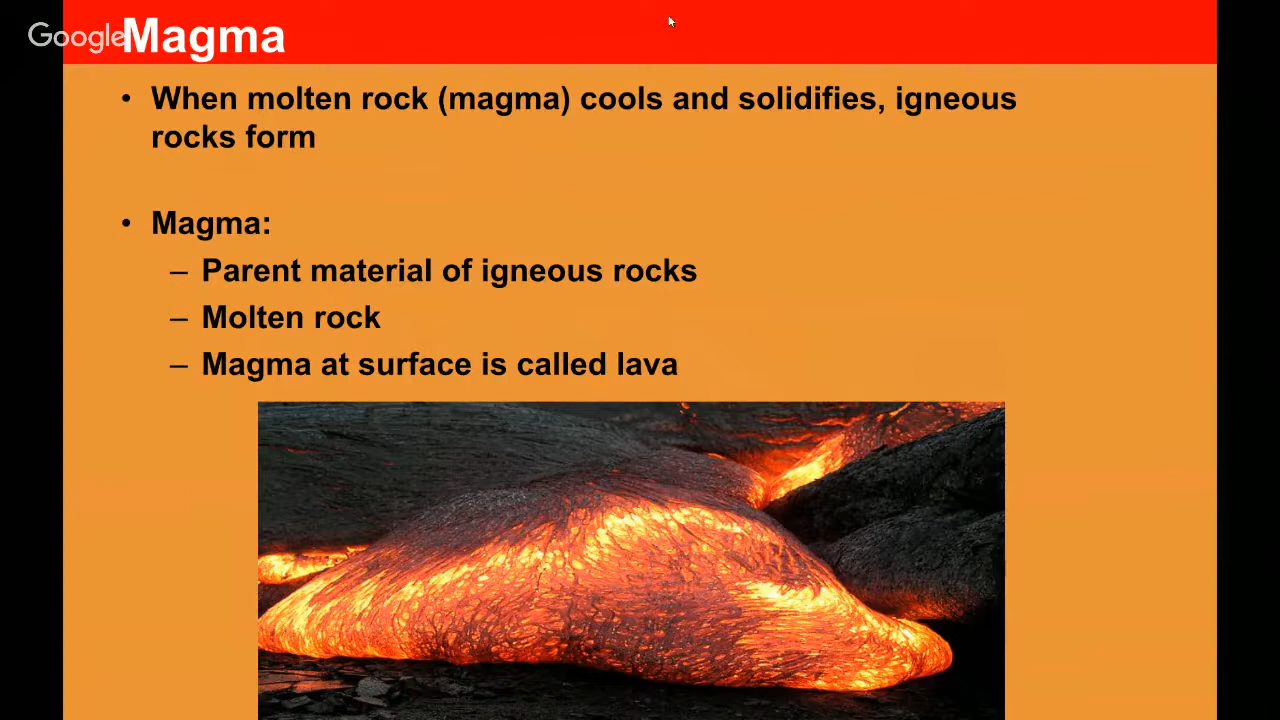 Google
Magma
• When molten rock (magma) cools and solidifies, igneous
rocks form
• Magma:
– Parent material of igneous rocks
– Molten rock
– Magma at surface is called lava